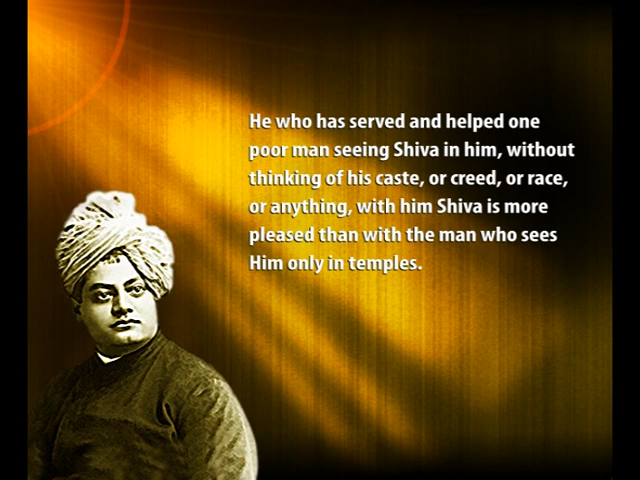 He who has served and helped one
poor man seeing Shiva in him, without
thinking of his caste, or creed, or race,
or anything, with him Shiva is more
pleased than with the man who sees
Him only in temples.